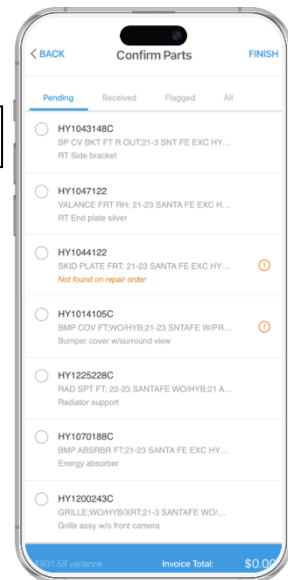 < BACK Confirm Parts FINISH
Pending Received Flagged All
HY1043148C
BP CV BKT FT R OUT;21-3 SNT FE EXC HY...
RT Side bracket
HY1047122
VALANCE FRT RH; 21-23 SANTA FE EXC H...
RT End plate silver
HY1044122
SKID PLATE FRT; 21-23 SANTA FE EXC HY...
Not found on repair order
HY1014105C
BMP COV FT;WO/HYB;21-23 SNTAFE W/PR...
Bumper cover w/surround view
HY1225228C
RAD SPT FT; 22-23 SANTAFE WO/HYB;21 A...
Radiator support
HY1070188C
BMP ABSRBR FT;21-23 SANTA FE EXC HY...
Energy absorber
HY1200243C
GRILLE;WO/HYB/XRT;21-3 SANTAFE WO/...
Grille assy w/o front camera
$931.58 variance Invoice Total: $0.00